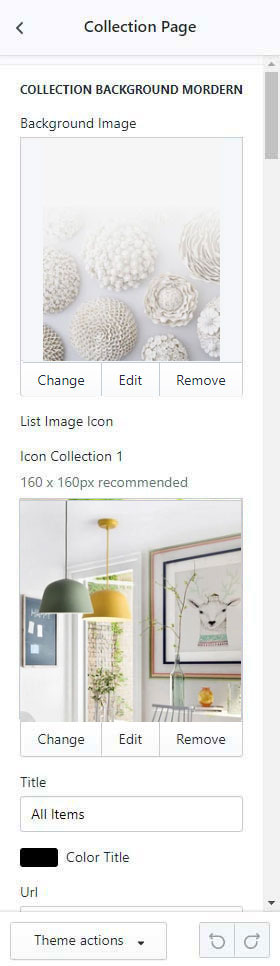 Collection Page
COLLECTION BACKGROUND MORDERN
Background Image
Change Edit Remove
List Image Icon
Icon Collection 1
160 x 160px recommended
Change Edit Remove
Title
All Items
Color Title
Url
Theme actions